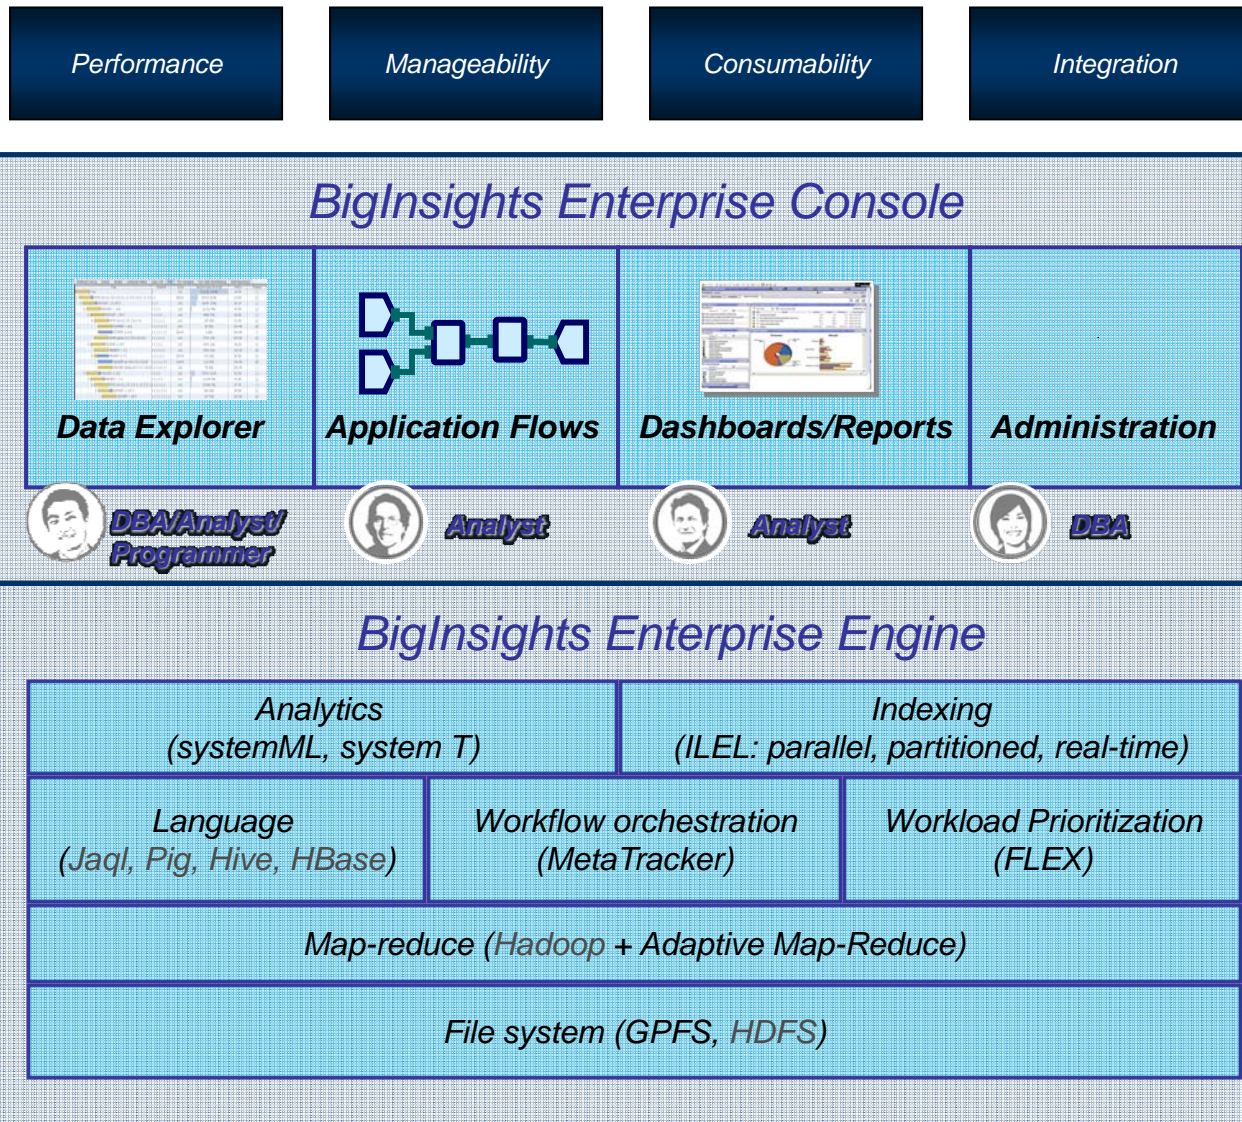 Performance
Manageability
Consumability
Integration
BigInsights Enterprise Console
Data Explorer
Application Flows
Dashboards/Reports
Administration
DBA/Analyst/
Programmer
Analyst
Analyst
DBA
BigInsights Enterprise Engine
Analytics
(systemML, system T)
Indexing
(ILEL: parallel, partitioned, real-time)
Language
(Jaql, Pig, Hive, HBase)
Workflow orchestration
(MetaTracker)
Workload Prioritization
(FLEX)
Map-reduce (Hadoop + Adaptive Map-Reduce)
File system (GPFS, HDFS)